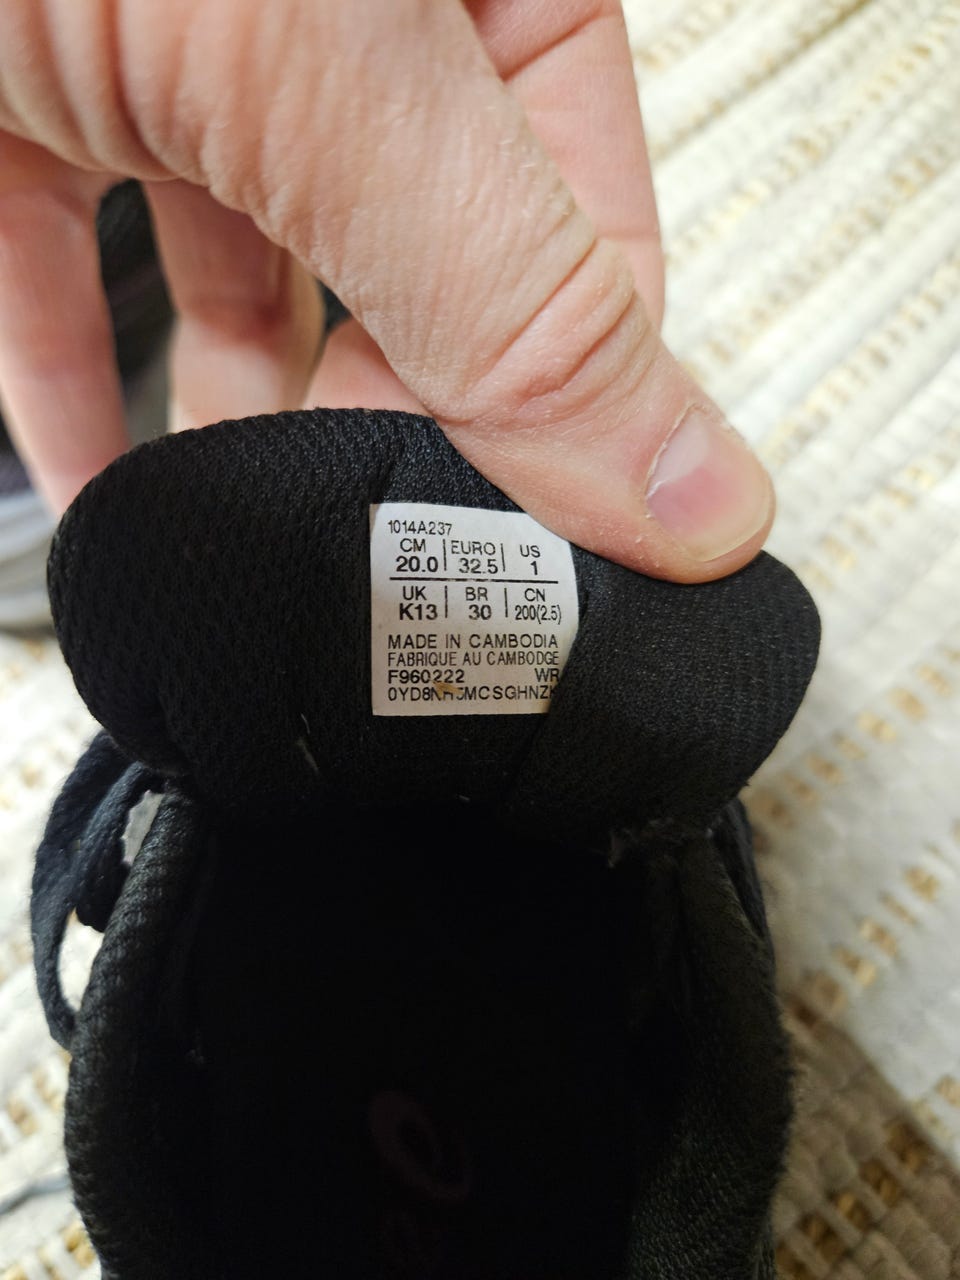 1014A237
CM EURO US
20.0 32.5 1
UK BR CN
K13 30 200(2.5)
MADE IN CAMBODIA
FABRIQUE AU CAMBODGE
F960222 WR